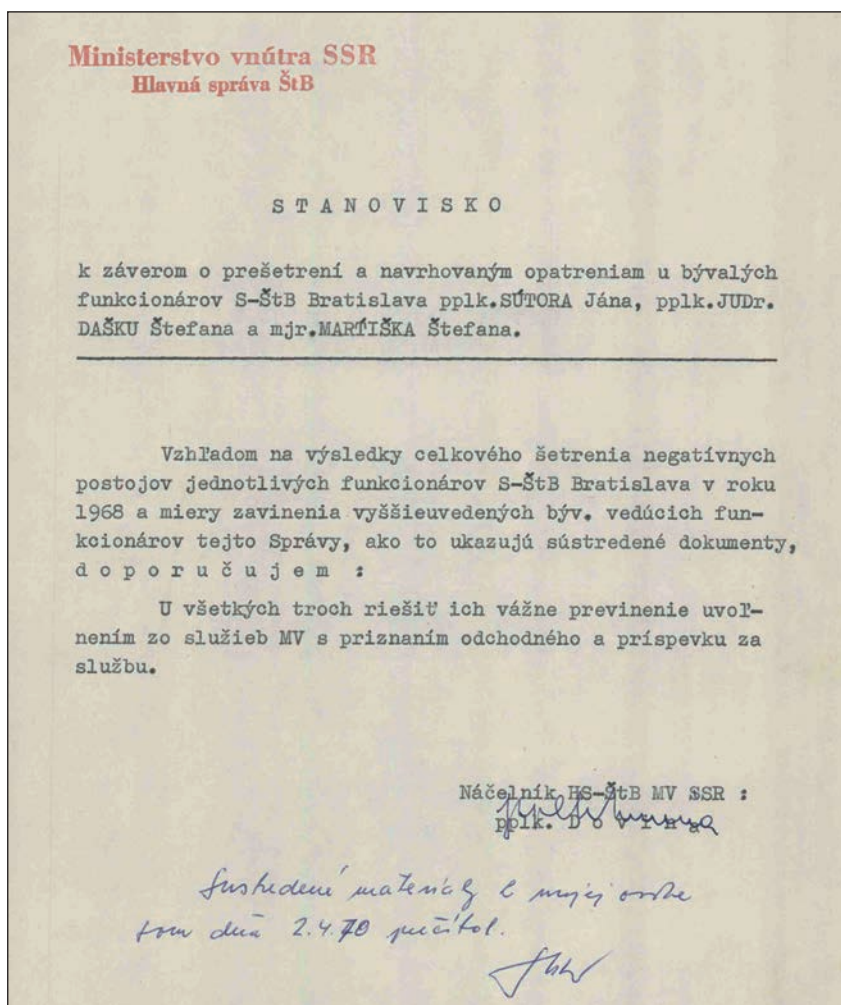 Ministerstvo vnútra SSR
Hlavná správa ŠtB
S T A N O V I S K O
k záverom o prešetrení a navrhovaným opatreniam u bývalých
funkcionárov S-ŠtB Bratislava pplk.SÚTORA Jána, pplk.JUDr.
DAŠKU Štefana a mjr.MARŤIŠKA Štefana.
Vzhľadom na výsledky celkového šetrenia negatívnych
postojov jednotlivých funkcionárov S-ŠtB Bratislava v roku
1968 a miery zavinenia vyššieuvedených býv. vedúcich fun-
kcionárov tejto Správy, ako to ukazujú sústredené dokumenty,
d o p o r u č u j e m :
U všetkých troch riešiť ich vážne previnenie uvoľ-
nením zo služieb MV s priznaním odchodného a príspevku za
službu.
Náčelník HS-ŠtB MV SSR :
pplk. D o v i n a
Sustredené materialy k mojej osobe
som dňa 2.4.70 prečítal.